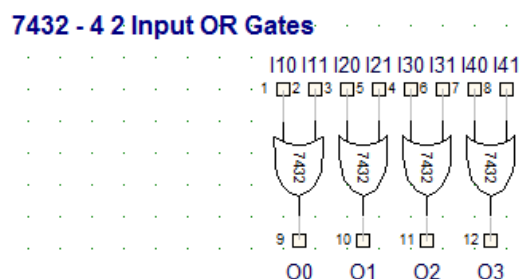 7432 - 4 2 Input OR Gates
I10 I11 I20 I21 I30 I31 I40 I41
1 2 3 5 4 6 7 8
7432 7432 7432 7432
9 10 11 12
O0 O1 O2 O3